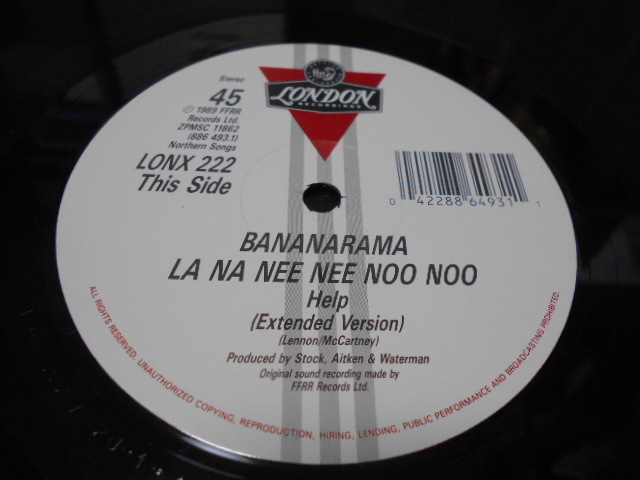 Stereo
45
℗ 1989 FFRR
Records Ltd.
ZPMSC 11862
(886 493.1)
Northern Songs
LONX 222
This Side
ffrr
LONDON
RECORDINGS
0 42288 64931 1
BANANARAMA
LA NA NEE NEE NOO NOO
Help
(Extended Version)
(Lennon/McCartney)
Produced by Stock, Aitken & Waterman
Original sound recording made by
FFRR Records Ltd.
ALL RIGHTS RESERVED. UNAUTHORIZED COPYING, REPRODUCTION, HIRING, LENDING, PUBLIC PERFORMANCE AND BROADCASTING PROHIBITED.